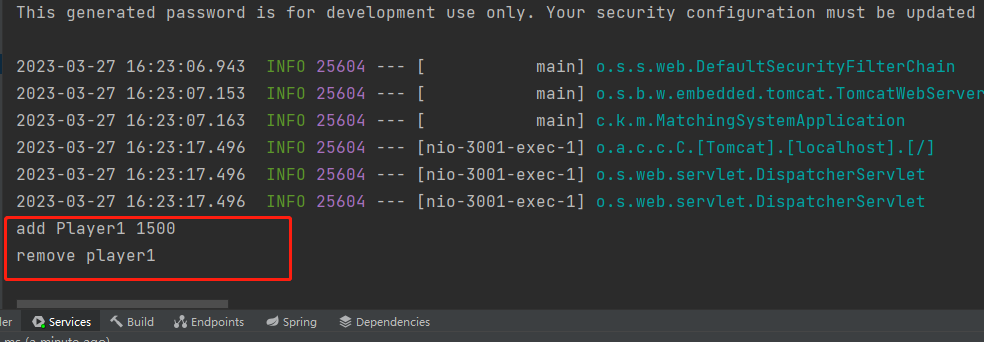 This generated password is for development use only. Your security configuration must be updated
2023-03-27 16:23:06.943  INFO 25604 --- [           main] o.s.s.web.DefaultSecurityFilterChain
2023-03-27 16:23:07.153  INFO 25604 --- [           main] o.s.b.w.embedded.tomcat.TomcatWebServer
2023-03-27 16:23:07.163  INFO 25604 --- [           main] c.k.m.MatchingSystemApplication
2023-03-27 16:23:17.496  INFO 25604 --- [nio-3001-exec-1] o.a.c.c.C.[Tomcat].[localhost].[/]
2023-03-27 16:23:17.496  INFO 25604 --- [nio-3001-exec-1] o.s.web.servlet.DispatcherServlet
2023-03-27 16:23:17.496  INFO 25604 --- [nio-3001-exec-1] o.s.web.servlet.DispatcherServlet
add Player1 1500
remove player1
ler Services Build Endpoints Spring Dependencies
ms (a minute ago)